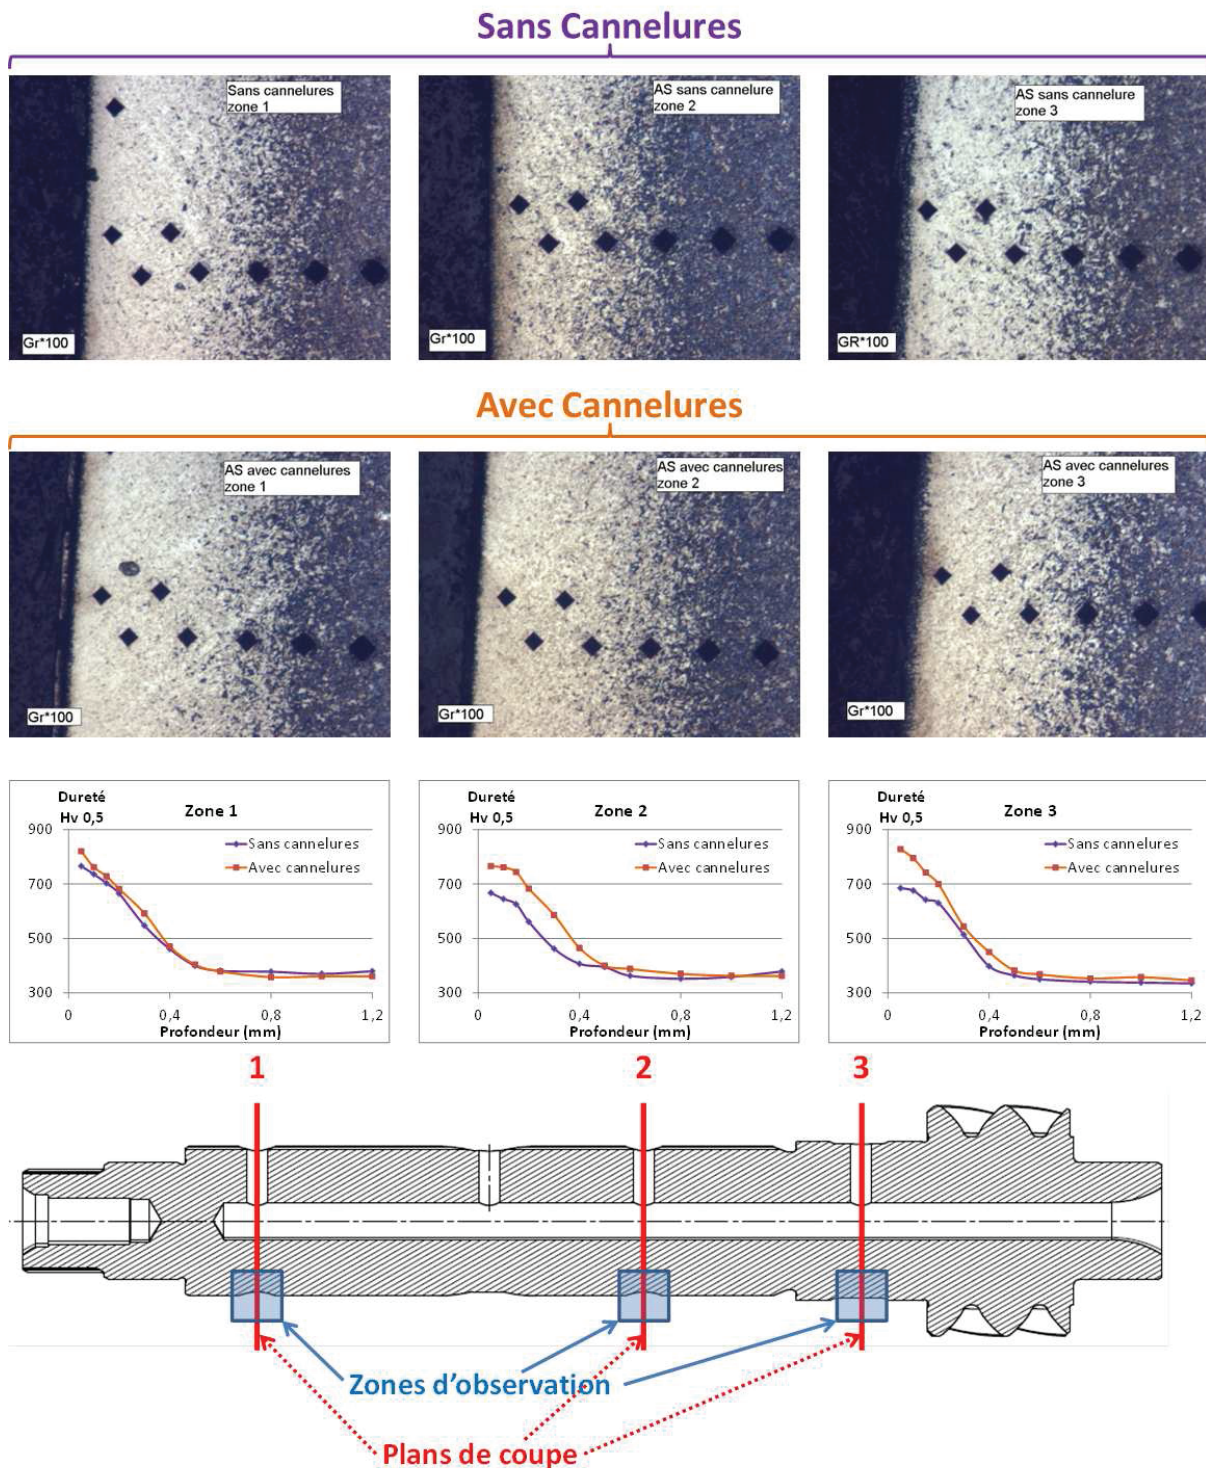 Sans Cannelures
Sans cannelures
zone 1
Gr*100
AS sans cannelure
zone 2
Gr*100
AS sans cannelure
zone 3
GR*100
Avec Cannelures
AS avec cannelures
zone 1
Gr*100
AS avec cannelures
zone 2
Gr*100
AS avec cannelures
zone 3
Gr*100
Dureté
Hv 0,5
Zone 1
900
700
500
300
Sans cannelures
Avec cannelures
0
0,4
0,8
1,2
Profondeur (mm)
Dureté
Hv 0,5
Zone 2
900
700
500
300
Sans cannelures
Avec cannelures
0
0,4
0,8
1,2
Profondeur (mm)
Dureté
Hv 0,5
Zone 3
900
700
500
300
Sans cannelures
Avec cannelures
0
0,4
0,8
1,2
Profondeur (mm)
1
2
3
Zones d'observation
Plans de coupe